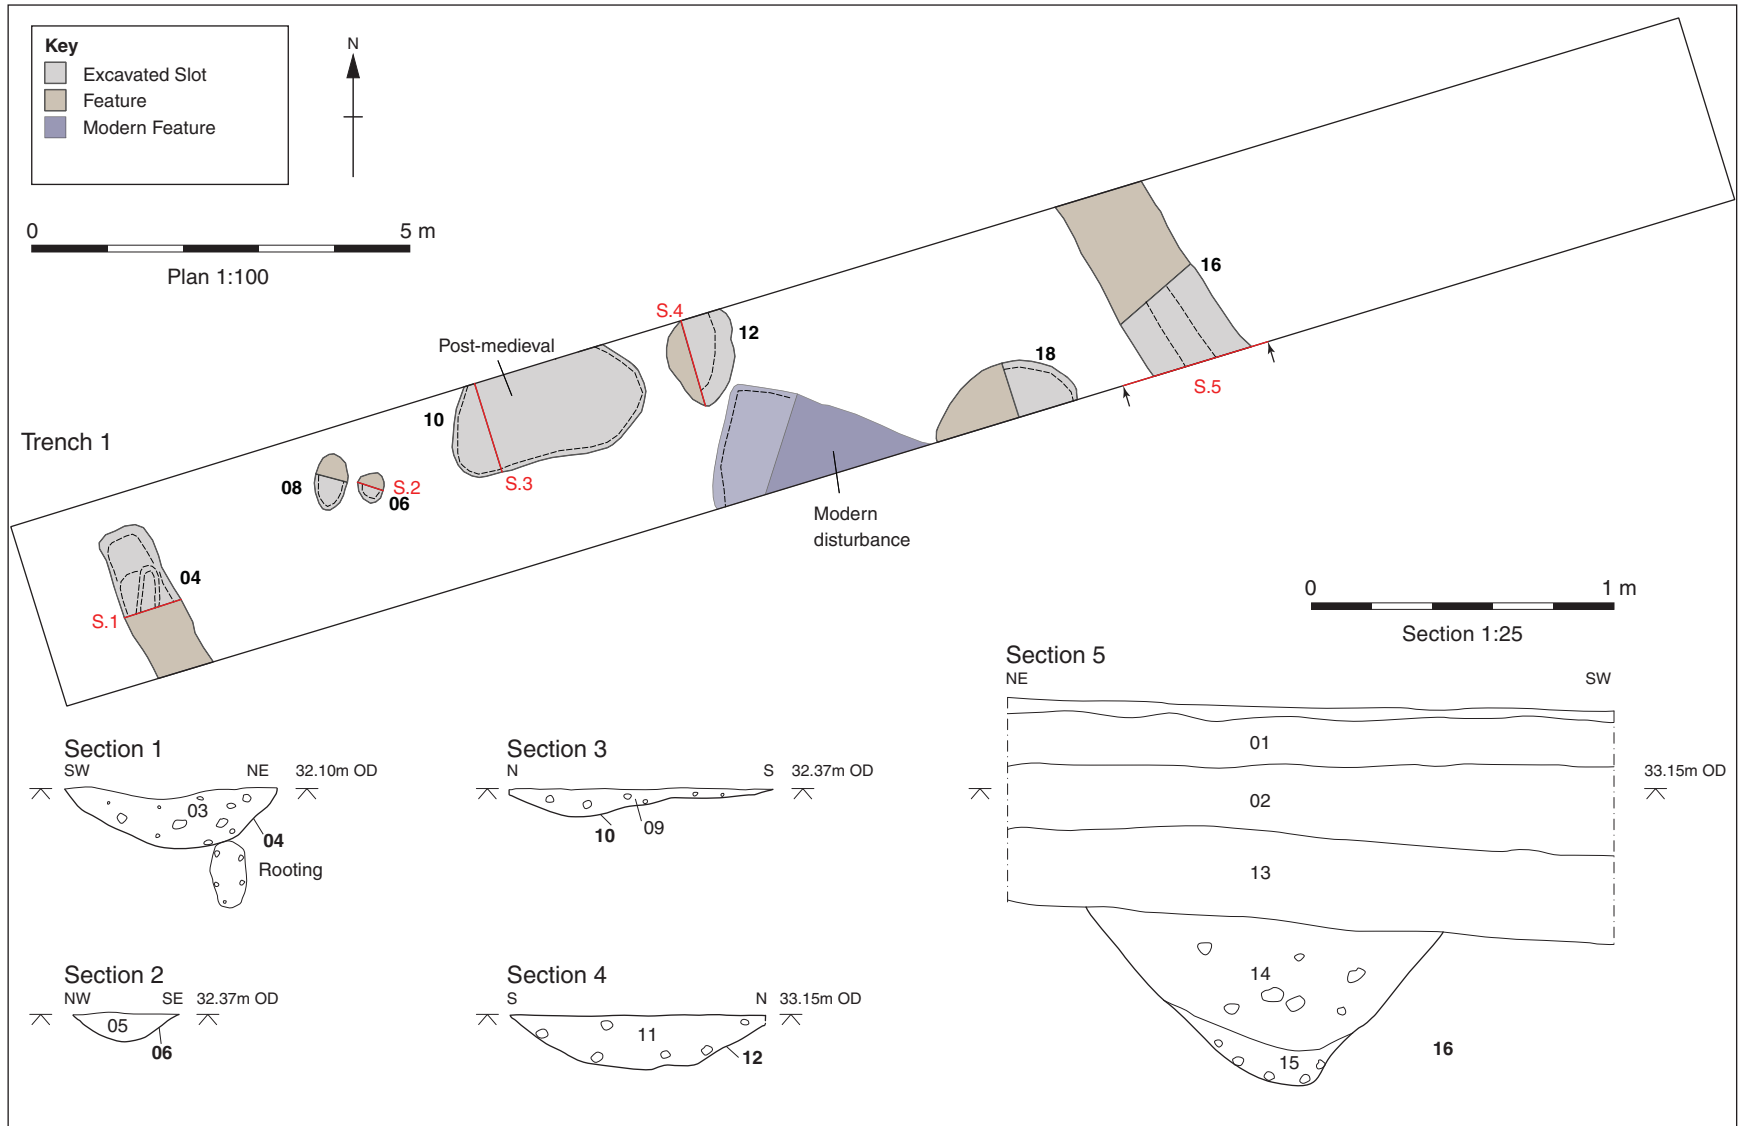 Key
Excavated Slot
Feature
Modern Feature
N
0 5 m
Plan 1:100
Trench 1
S.4
12
Post-medieval
10
S.3
08
S.2
06
04
S.1
Modern
disturbance
18
16
S.5
0 1 m
Section 1:25
Section 1
SW NE 32.10m OD
03
04
Rooting
Section 2
NW SE 32.37m OD
05
06
Section 3
N S 32.37m OD
09
10
Section 4
S N 33.15m OD
11
12
Section 5
NE SW
01
33.15m OD
02
13
14
15
16